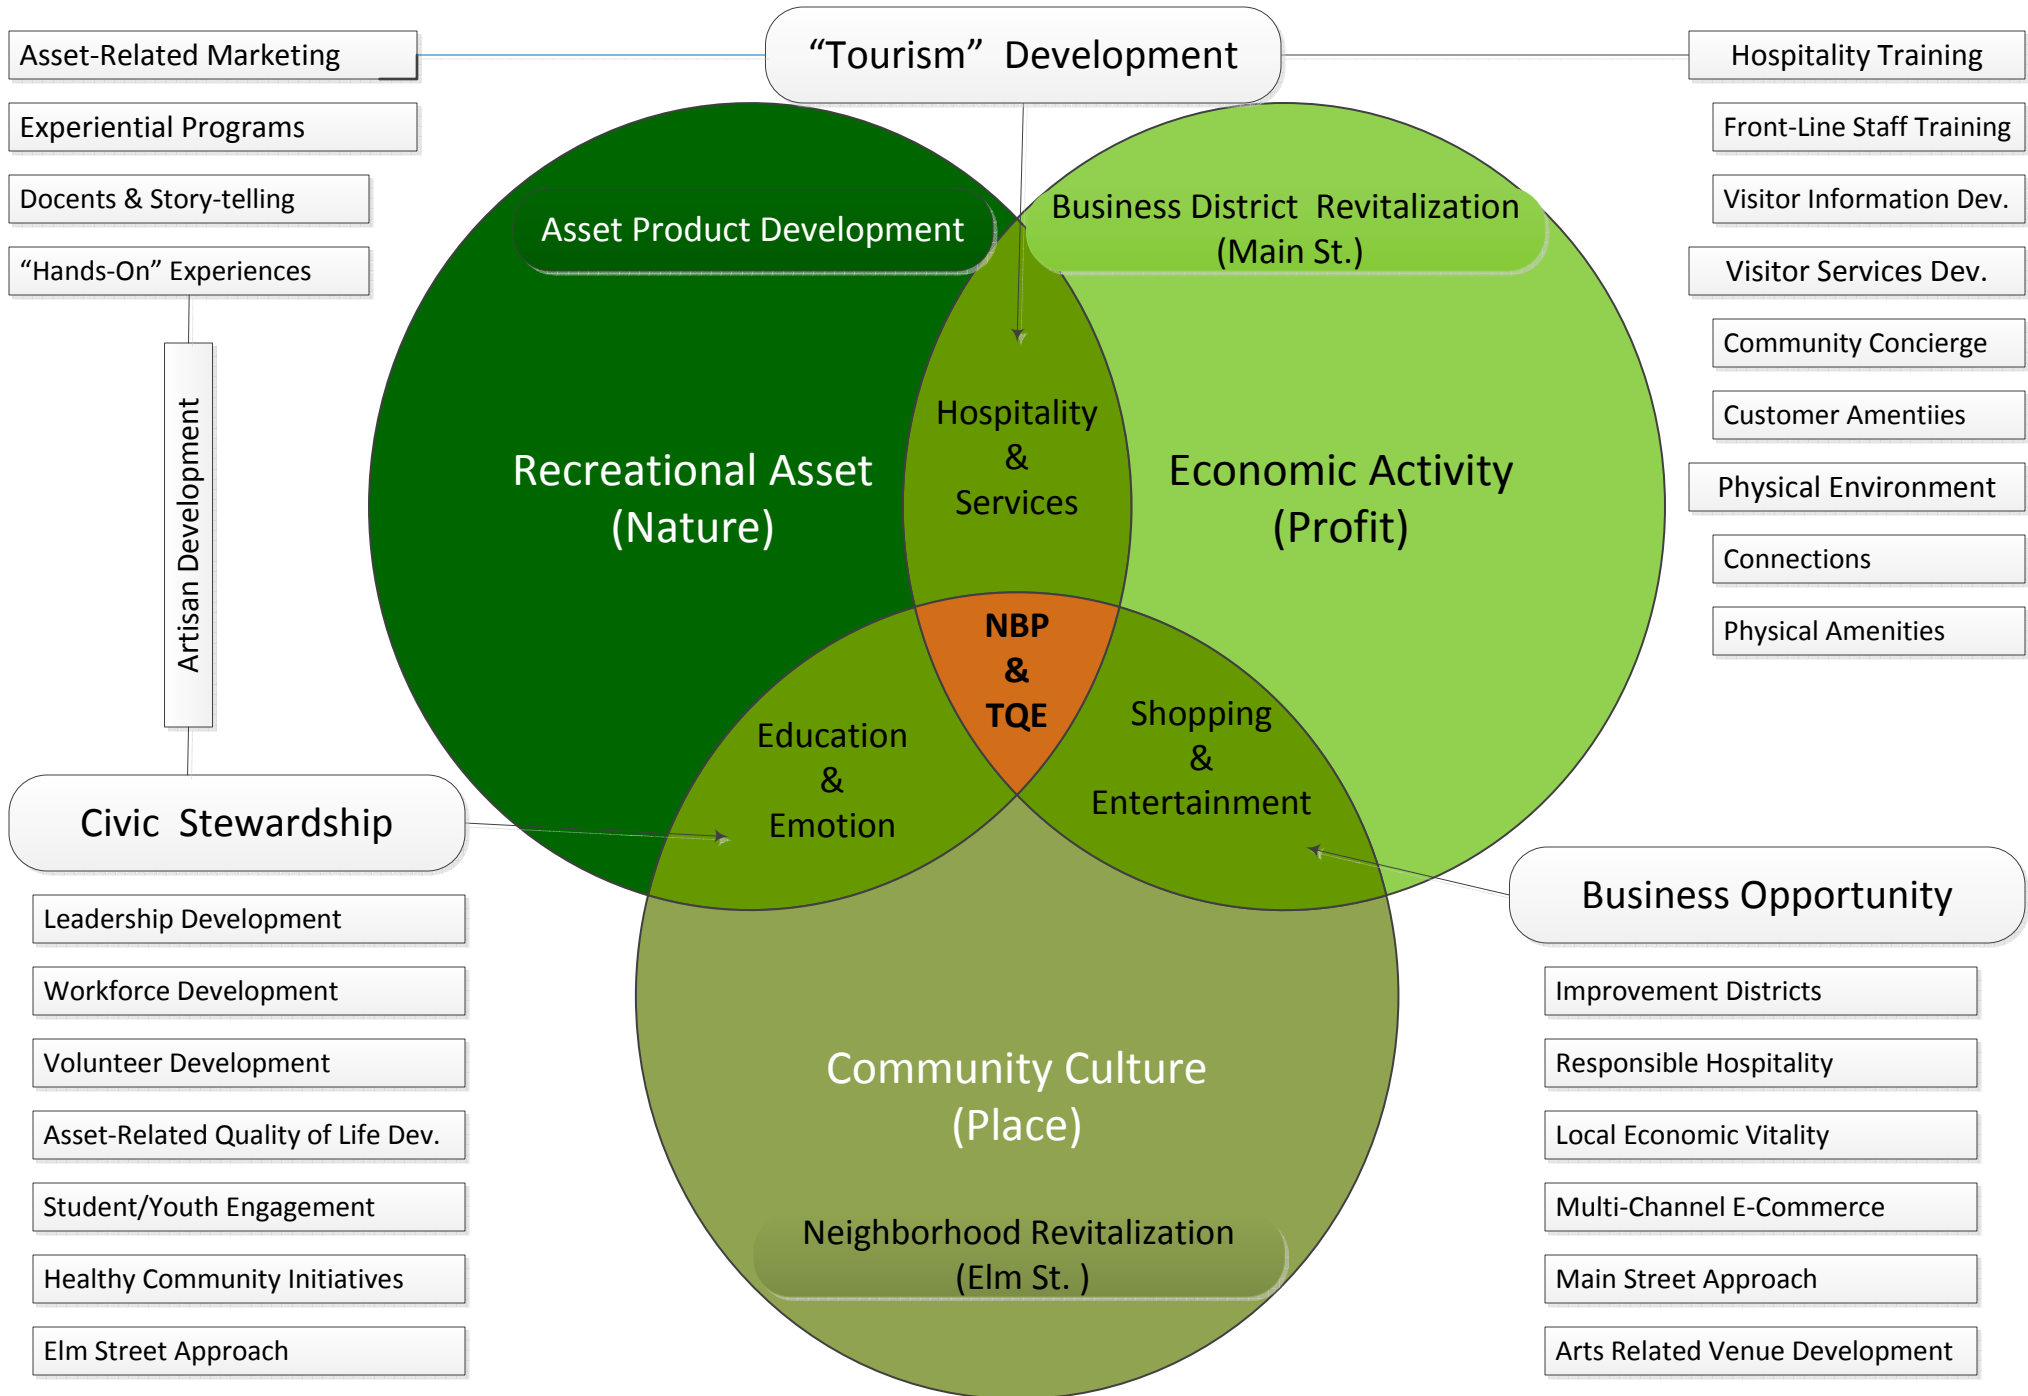 “Tourism”  Development
Asset-Related Marketing
Experiential Programs
Docents & Story-telling
“Hands-On” Experiences
Artisan Development
Hospitality Training
Front-Line Staff Training
Visitor Information Dev.
Visitor Services Dev.
Community Concierge
Customer Amentiies
Physical Environment
Connections
Physical Amenities
Asset Product Development
Business District  Revitalization
(Main St.)
Recreational Asset
(Nature)
Hospitality
&
Services
Economic Activity
(Profit)
NBP
&
TQE
Education
&
Emotion
Shopping
&
Entertainment
Community Culture
(Place)
Neighborhood Revitalization
(Elm St. )
Civic  Stewardship
Leadership Development
Workforce Development
Volunteer Development
Asset-Related Quality of Life Dev.
Student/Youth Engagement
Healthy Community Initiatives
Elm Street Approach
Business Opportunity
Improvement Districts
Responsible Hospitality
Local Economic Vitality
Multi-Channel E-Commerce
Main Street Approach
Arts Related Venue Development